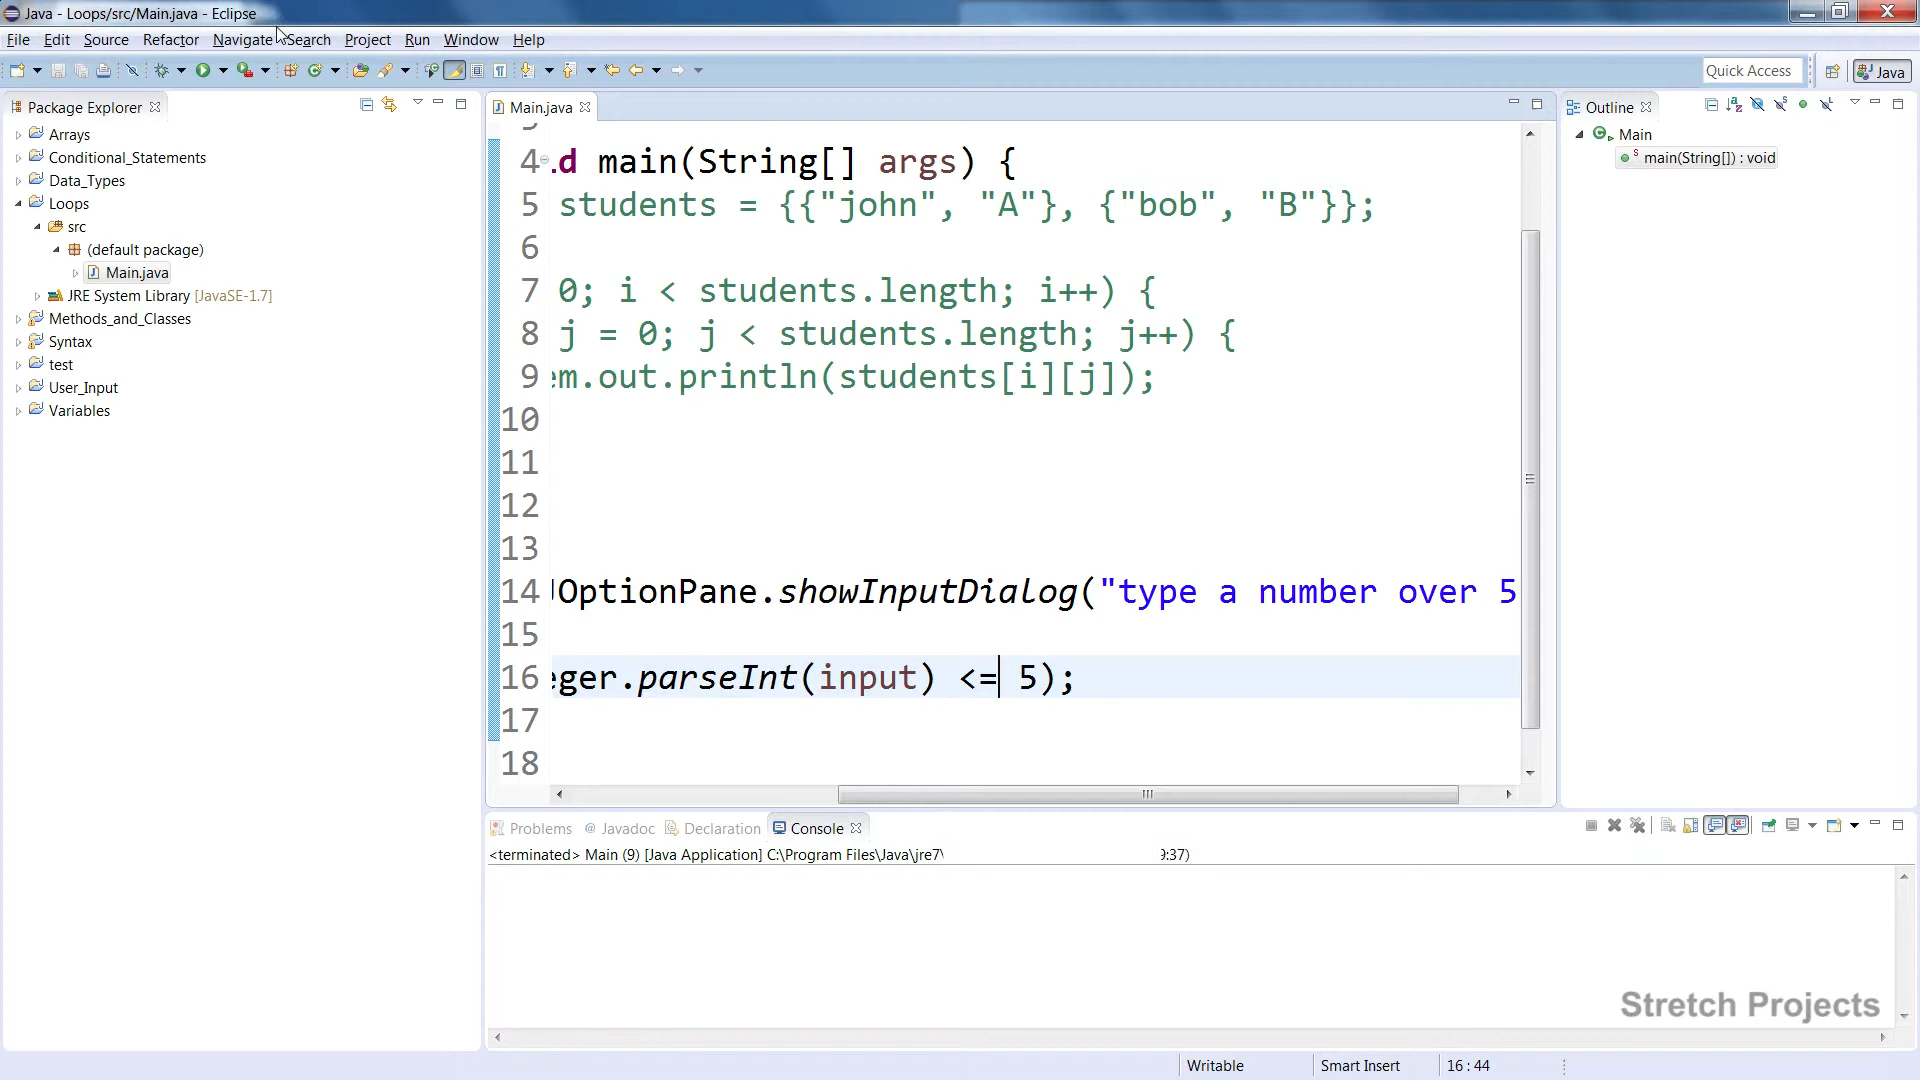 Java - Loops/src/Main.java - Eclipse
File Edit Source Refactor Navigate Search Project Run Window Help
Quick Access Java
Package Explorer
Arrays
Conditional_Statements
Data_Types
Loops
src
(default package)
Main.java
JRE System Library [JavaSE-1.7]
Methods_and_Classes
Syntax
test
User_Input
Variables
Main.java
4 d main(String[] args) {
5 students = {{"john", "A"}, {"bob", "B"}};
6
7 0; i < students.length; i++) {
8 j = 0; j < students.length; j++) {
9 em.out.println(students[i][j]);
10
11
12
13
14 JOptionPane.showInputDialog("type a number over 5
15
16 eger.parseInt(input) <= 5);
17
18
Outline
Main
main(String[]) : void
Problems @ Javadoc Declaration Console
<terminated> Main (9) [Java Application] C:\Program Files\Java\jre7\ 9:37)
Stretch Projects
Writable Smart Insert 16 : 44